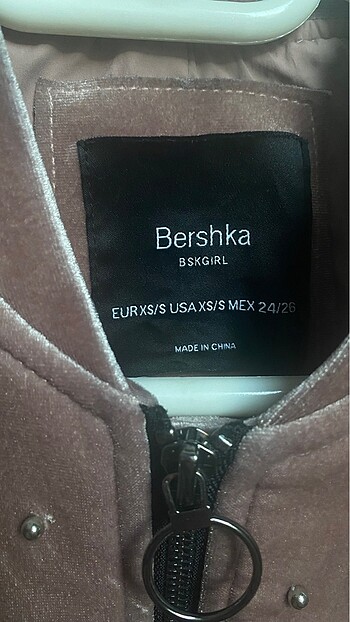 Bershka
BSKGIRL
EUR XS/S USA XS/S MEX 24/26
MADE IN CHINA